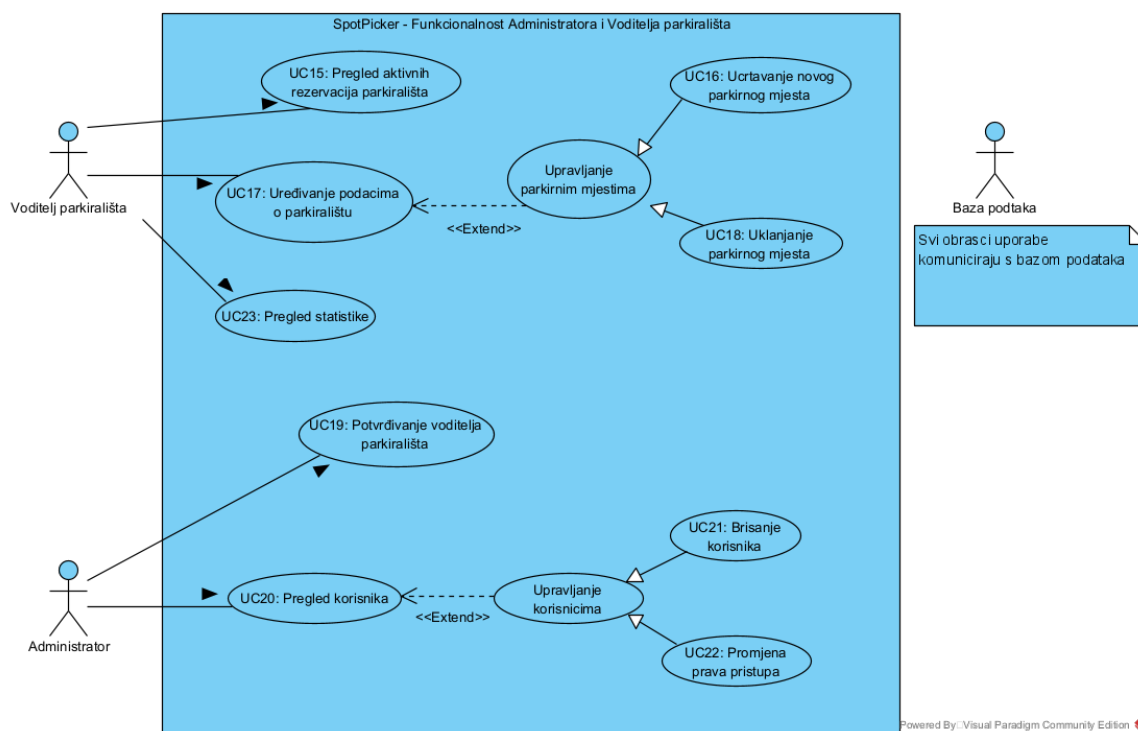 SpotPicker - Funkcionalnost Administratora i Voditelja parkirališta
UC15: Pregled aktivnih
rezervacija parkirališta
UC16: Ucrtavanje novog
parkirnog mjesta
Voditelj parkirališta
UC17: Uređivanje podacima
o parkiralištu
<<Extend>>
Upravljanje
parkirnim mjestima
UC18: Uklanjanje
parkirnog mjesta
Baza podtaka
Svi obrasci uporabe
komuniciraju s bazom podataka
UC23: Pregled statistike
UC19: Potvrđivanje voditelja
parkirališta
Administrator
UC20: Pregled korisnika
<<Extend>>
Upravljanje
korisnicima
UC21: Brisanje
korisnika
UC22: Promjena
prava pristupa
Powered By□Visual Paradigm Community Edition